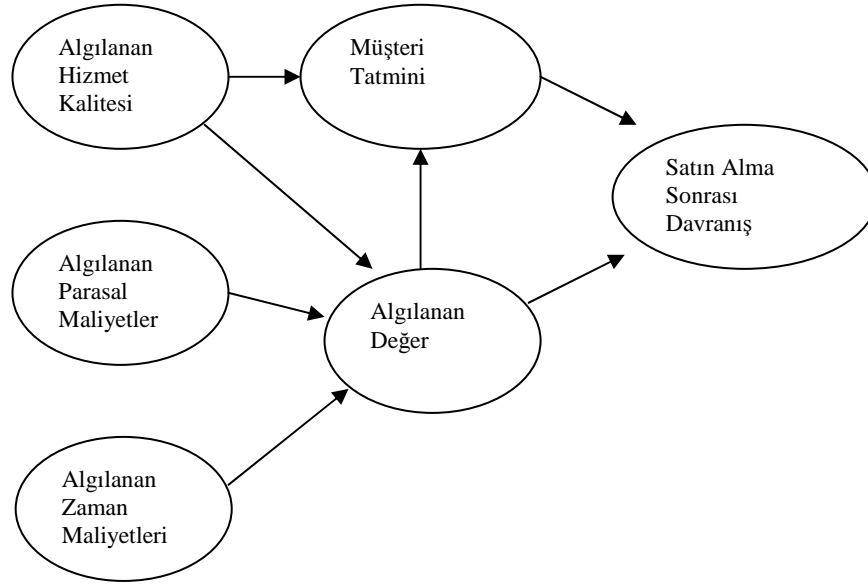 Algılanan
Hizmet
Kalitesi
Müşteri
Tatmini
Satın Alma
Sonrası
Davranış
Algılanan
Parasal
Maliyetler
Algılanan
Değer
Algılanan
Zaman
Maliyetleri